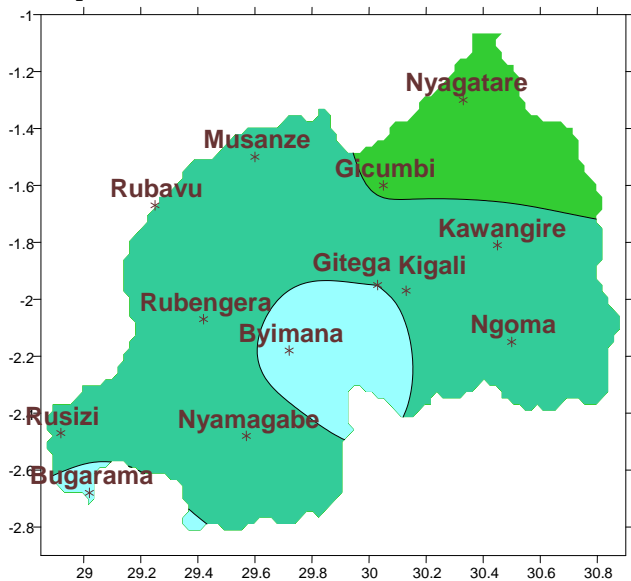 -1
-1.2
-1.4
-1.6
-1.8
-2
-2.2
-2.4
-2.6
-2.8
Nyagatare
Musanze
Gicumbi
Rubavu
Kawangire
Gitega Kigali
Rubengera
Byimana
Ngoma
Rusizi
Nyamagabe
Bugarama
29 29.2 29.4 29.6 29.8 30 30.2 30.4 30.6 30.8